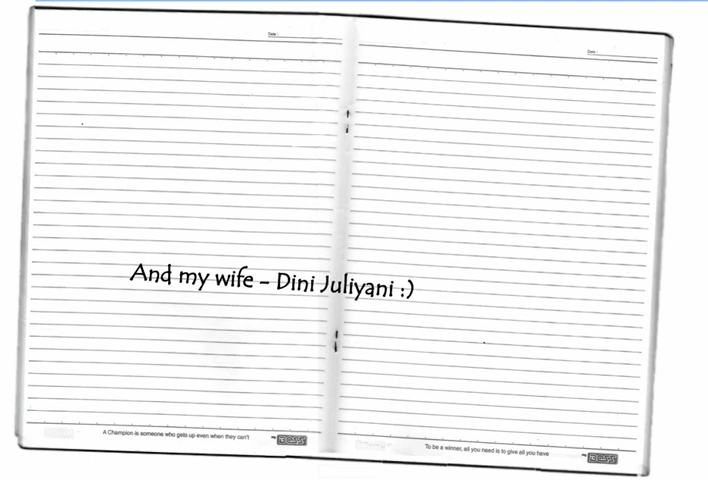 Date :
Date :
And my wife - Dini Juliyani :)
A Champion is someone who gets up even when they can't
To be a winner, all you need is to give all you have